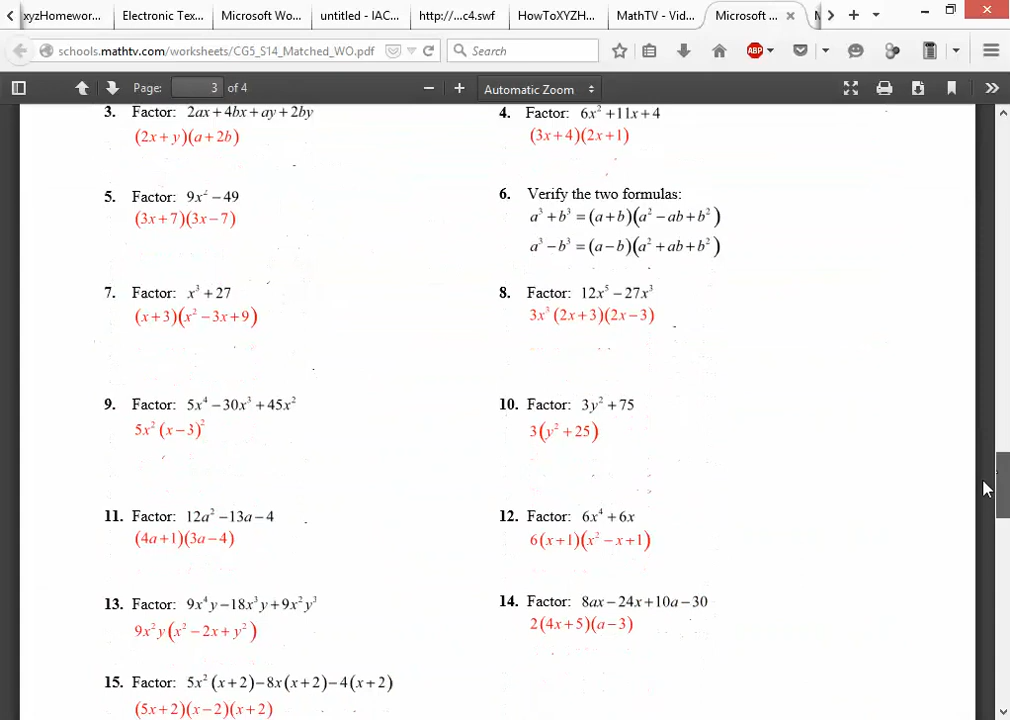 xyzHomewor...
Electronic Tex...
Microsoft Wo...
untitled - IAC...
http://...c4.swf
HowToXYZH...
MathTV - Vid...
Microsoft ...
schools.mathtv.com/worksheets/CG5_S14_Matched_WO.pdf
Search
ABP
Page: 3 of 4
Automatic Zoom
3. Factor: 2ax + 4bx + ay + 2by
(2x + y)(a + 2b)
4. Factor: 6x² + 11x + 4
(3x + 4)(2x + 1)
5. Factor: 9x² − 49
(3x + 7)(3x − 7)
6. Verify the two formulas:
a³ + b³ = (a + b)(a² − ab + b²)
a³ − b³ = (a − b)(a² + ab + b²)
7. Factor: x³ + 27
(x + 3)(x² − 3x + 9)
8. Factor: 12x⁵ − 27x³
3x³(2x + 3)(2x − 3)
9. Factor: 5x⁴ − 30x³ + 45x²
5x²(x − 3)²
10. Factor: 3y² + 75
3(y² + 25)
11. Factor: 12a² − 13a − 4
(4a + 1)(3a − 4)
12. Factor: 6x⁴ + 6x
6(x + 1)(x² − x + 1)
13. Factor: 9x⁴y − 18x³y + 9x²y³
9x²y(x² − 2x + y²)
14. Factor: 8ax − 24x + 10a − 30
2(4x + 5)(a − 3)
15. Factor: 5x²(x + 2) − 8x(x + 2) − 4(x + 2)
(5x + 2)(x − 2)(x + 2)